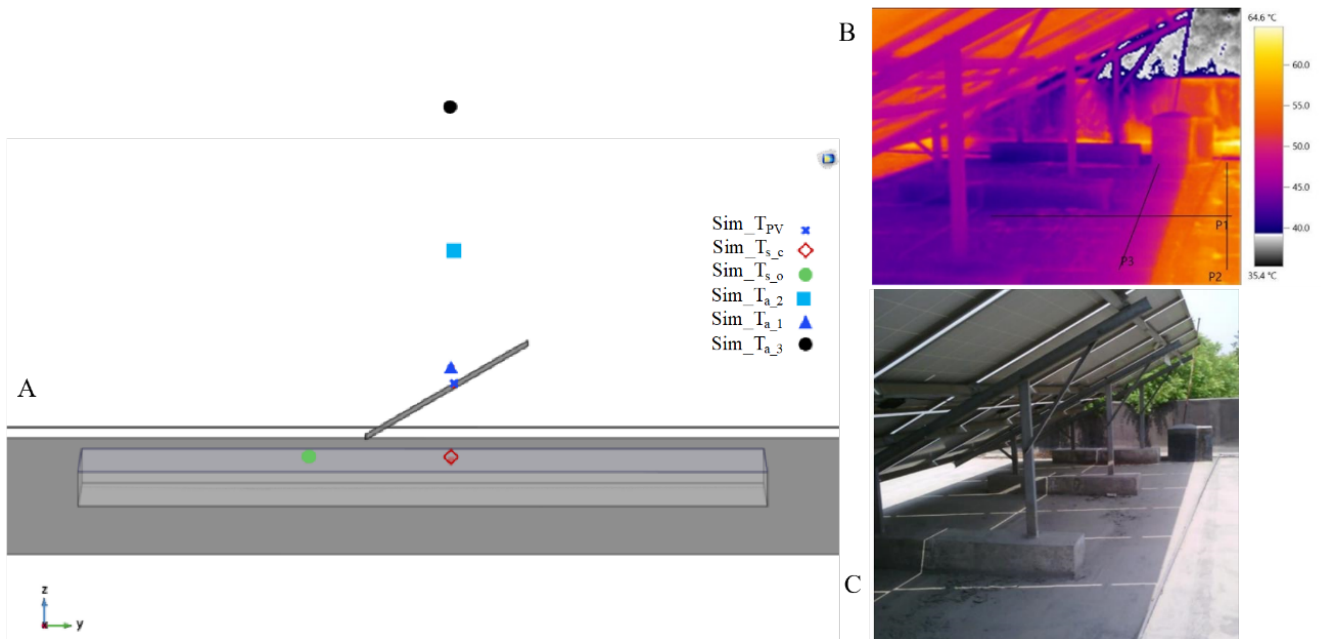 B
64.6 °C
60.0
55.0
50.0
45.0
40.0
35.4 °C
P1
P3
P2
Sim_T_PV
Sim_T_s_c
Sim_T_s_o
Sim_T_a_2
Sim_T_a_1
Sim_T_a_3
A
C
z
y